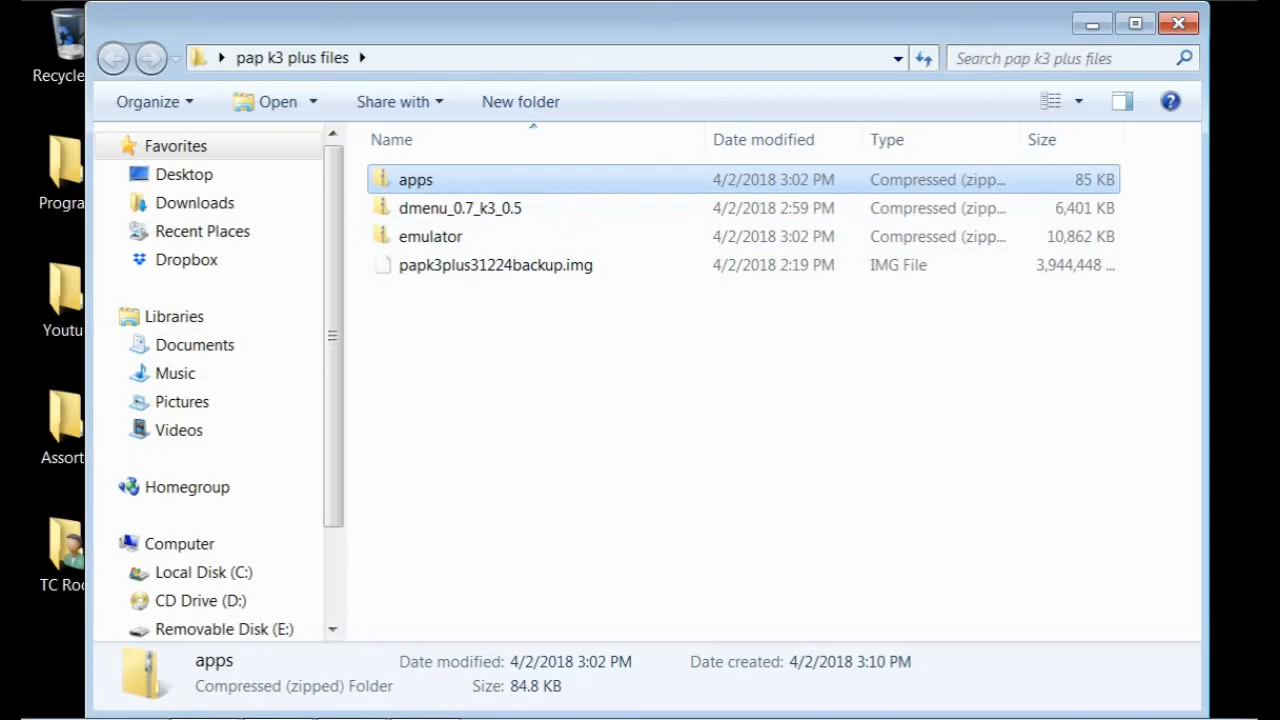 Recycle
pap k3 plus files
Search pap k3 plus files
Organize Open Share with New folder
Name Date modified Type Size
Favorites
Desktop
Downloads
Recent Places
Dropbox
Libraries
Documents
Music
Pictures
Videos
Homegroup
Computer
Local Disk (C:)
CD Drive (D:)
Removable Disk (E:)
apps 4/2/2018 3:02 PM Compressed (zipp... 85 KB
dmenu_0.7_k3_0.5 4/2/2018 2:59 PM Compressed (zipp... 6,401 KB
emulator 4/2/2018 3:02 PM Compressed (zipp... 10,862 KB
papk3plus31224backup.img 4/2/2018 2:19 PM IMG File 3,944,448 ...
Progra
Youtu
Assort
TC Roo
apps Date modified: 4/2/2018 3:02 PM Date created: 4/2/2018 3:10 PM
Compressed (zipped) Folder Size: 84.8 KB